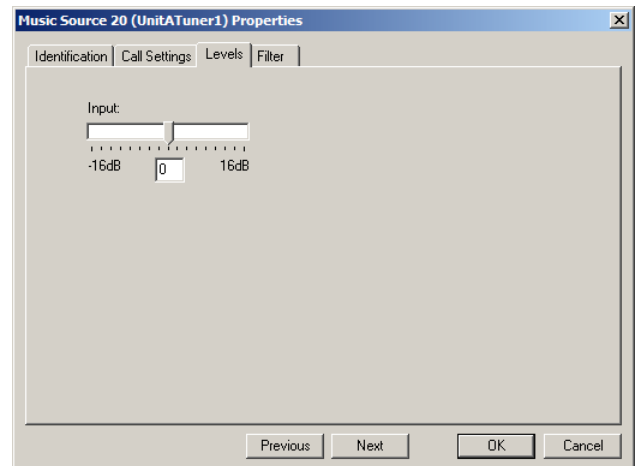 Music Source 20 (UnitATuner1) Properties
Identification Call Settings Levels Filter
Input:
-16dB 0 16dB
Previous Next OK Cancel